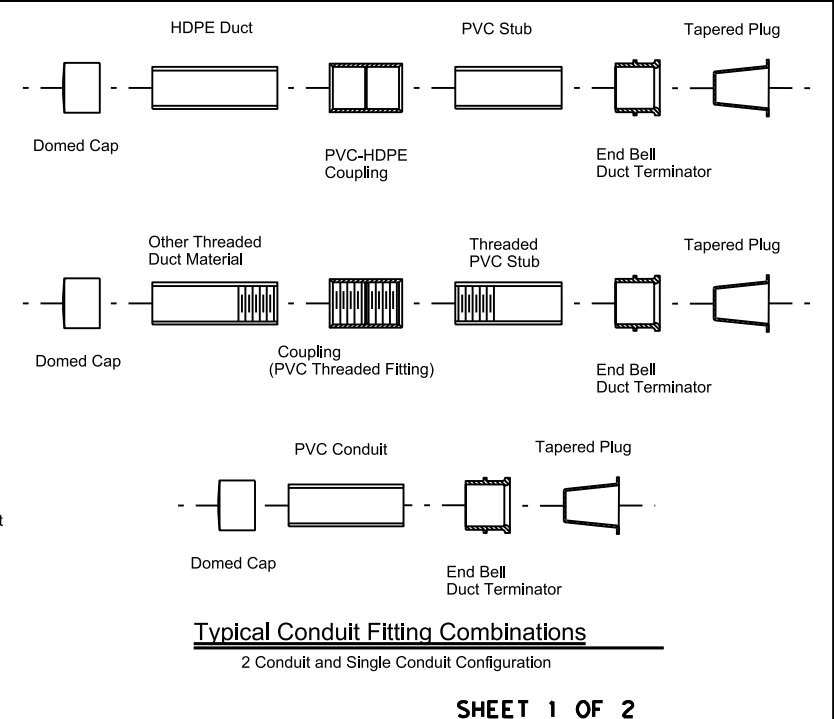 HDPE Duct
PVC Stub
Tapered Plug
Domed Cap
PVC-HDPE
Coupling
End Bell
Duct Terminator
Other Threaded
Duct Material
Threaded
PVC Stub
Tapered Plug
Domed Cap
Coupling
(PVC Threaded Fitting)
End Bell
Duct Terminator
PVC Conduit
Tapered Plug
t
Domed Cap
End Bell
Duct Terminator
Typical Conduit Fitting Combinations
2 Conduit and Single Conduit Configuration
SHEET 1 OF 2